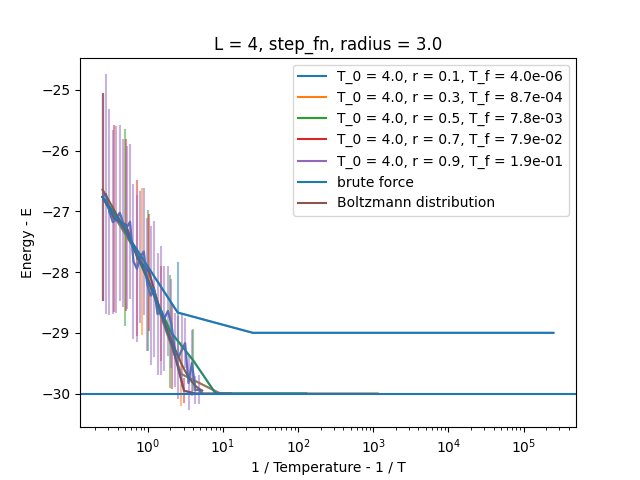 L = 4, step_fn, radius = 3.0
T_0 = 4.0, r = 0.1, T_f = 4.0e-06
T_0 = 4.0, r = 0.3, T_f = 8.7e-04
T_0 = 4.0, r = 0.5, T_f = 7.8e-03
T_0 = 4.0, r = 0.7, T_f = 7.9e-02
T_0 = 4.0, r = 0.9, T_f = 1.9e-01
brute force
Boltzmann distribution
Energy - E
−25
−26
−27
−28
−29
−30
10⁰ 10¹ 10² 10³ 10⁴ 10⁵
1 / Temperature - 1 / T